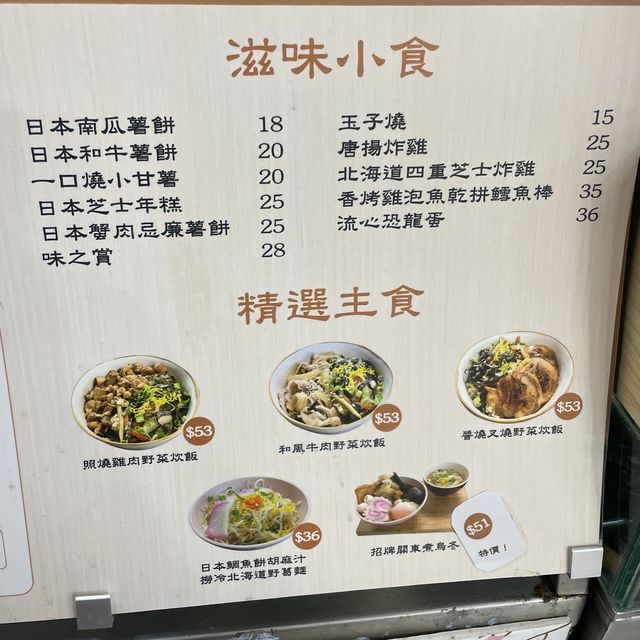 滋味小食
日本南瓜薯餅 18
日本和牛薯餅 20
一口燒小甘薯 20
日本芝士年糕 25
日本蟹肉忌廉薯餅 25
味之賞 28
玉子燒 15
唐揚炸雞 25
北海道四重芝士炸雞 25
香烤雞泡魚乾拼鱈魚棒 35
流心恐龍蛋 36
精選主食
$53
照燒雞肉野菜炊飯
$53
和風牛肉野菜炊飯
$53
醬燒叉燒野菜炊飯
$36
日本鯛魚餅胡麻汁
撈冷北海道野葛麵
$51
特價！
招牌關東煮烏冬